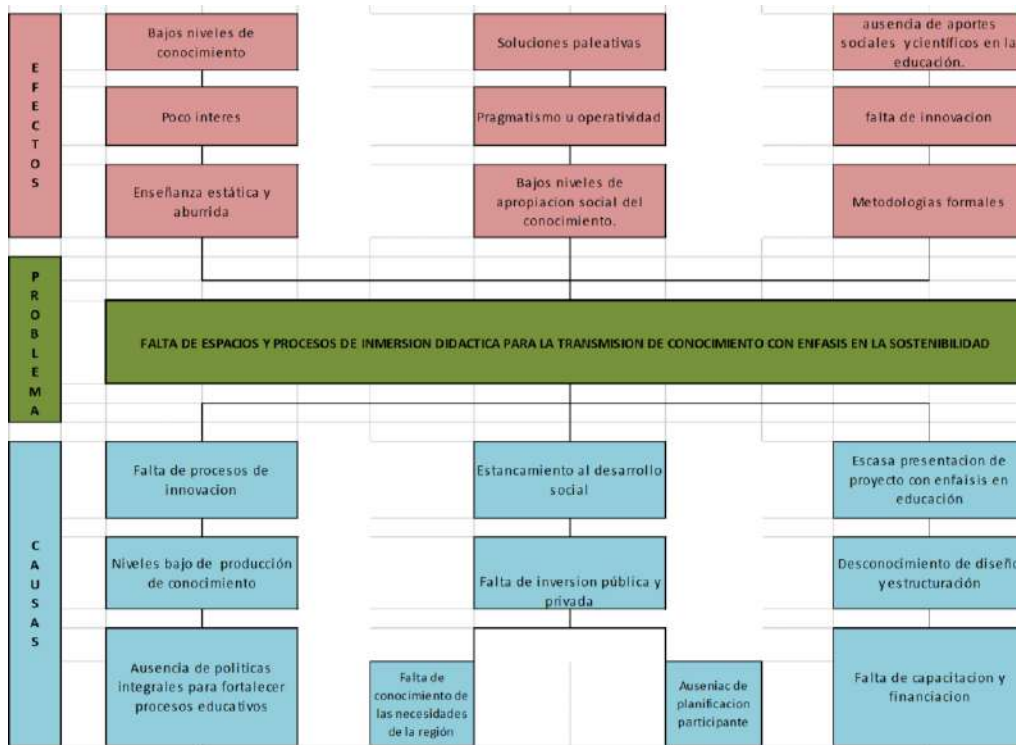 EFECTOS
Bajos niveles de
conocimiento
Soluciones paleativas
ausencia de aportes
sociales y científicos en la
educación.
Poco interes
Pragmatismo u operatividad
falta de innovacion
Enseñanza estática y
aburrida
Bajos niveles de
apropiacion social del
conocimiento.
Metodologias formales
PROBLEMA
FALTA DE ESPACIOS Y PROCESOS DE INMERSION DIDACTICA PARA LA TRANSMISION DE CONOCIMIENTO CON ENFASIS EN LA SOSTENIBILIDAD
CAUSAS
Falta de procesos de
innovacion
Estancamiento al desarrollo
social
Escasa presentacion de
proyecto con enfaisis en
educación
Niveles bajo de producción
de conocimiento
Falta de inversion pública y
privada
Desconocimiento de diseño
y estructuración
Ausencia de politicas
integrales para fortalecer
procesos educativos
Falta de
conocimiento de
las necesidades
de la región
Auseniac de
planificacion
participante
Falta de capacitacion y
financiacion